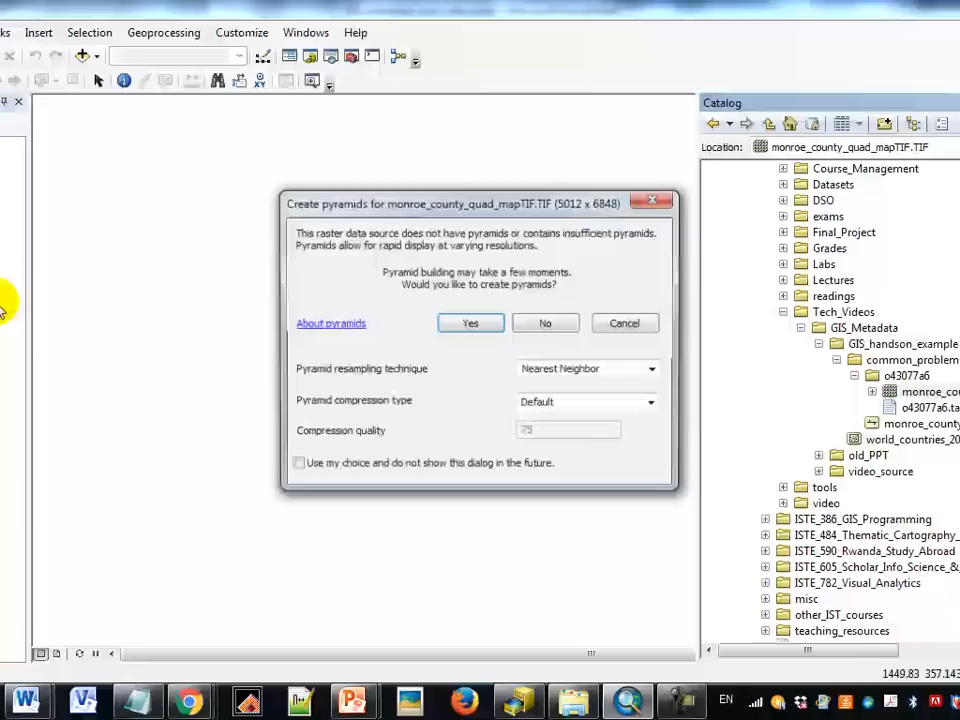 ks Insert Selection Geoprocessing Customize Windows Help
Catalog
Location: monroe_county_quad_mapTIF.TIF
Course_Management
Datasets
DSO
exams
Final_Project
Grades
Labs
Lectures
readings
Tech_Videos
GIS_Metadata
GIS_handson_example
common_problem
o43077a6
monroe_cou
o43077a6.ta
monroe_county
world_countries_20
old_PPT
video_source
tools
video
ISTE_386_GIS_Programming
ISTE_484_Thematic_Cartography_
ISTE_590_Rwanda_Study_Abroad
ISTE_605_Scholar_Info_Science_&
ISTE_782_Visual_Analytics
misc
other_IST_courses
teaching_resources
Create pyramids for monroe_county_quad_mapTIF.TIF (5012 x 6848)
This raster data source does not have pyramids or contains insufficient pyramids.
Pyramids allow for rapid display at varying resolutions.
Pyramid building may take a few moments.
Would you like to create pyramids?
About pyramids Yes No Cancel
Pyramid resampling technique Nearest Neighbor
Pyramid compression type Default
Compression quality 75
Use my choice and do not show this dialog in the future.
1449.83 357.143
EN